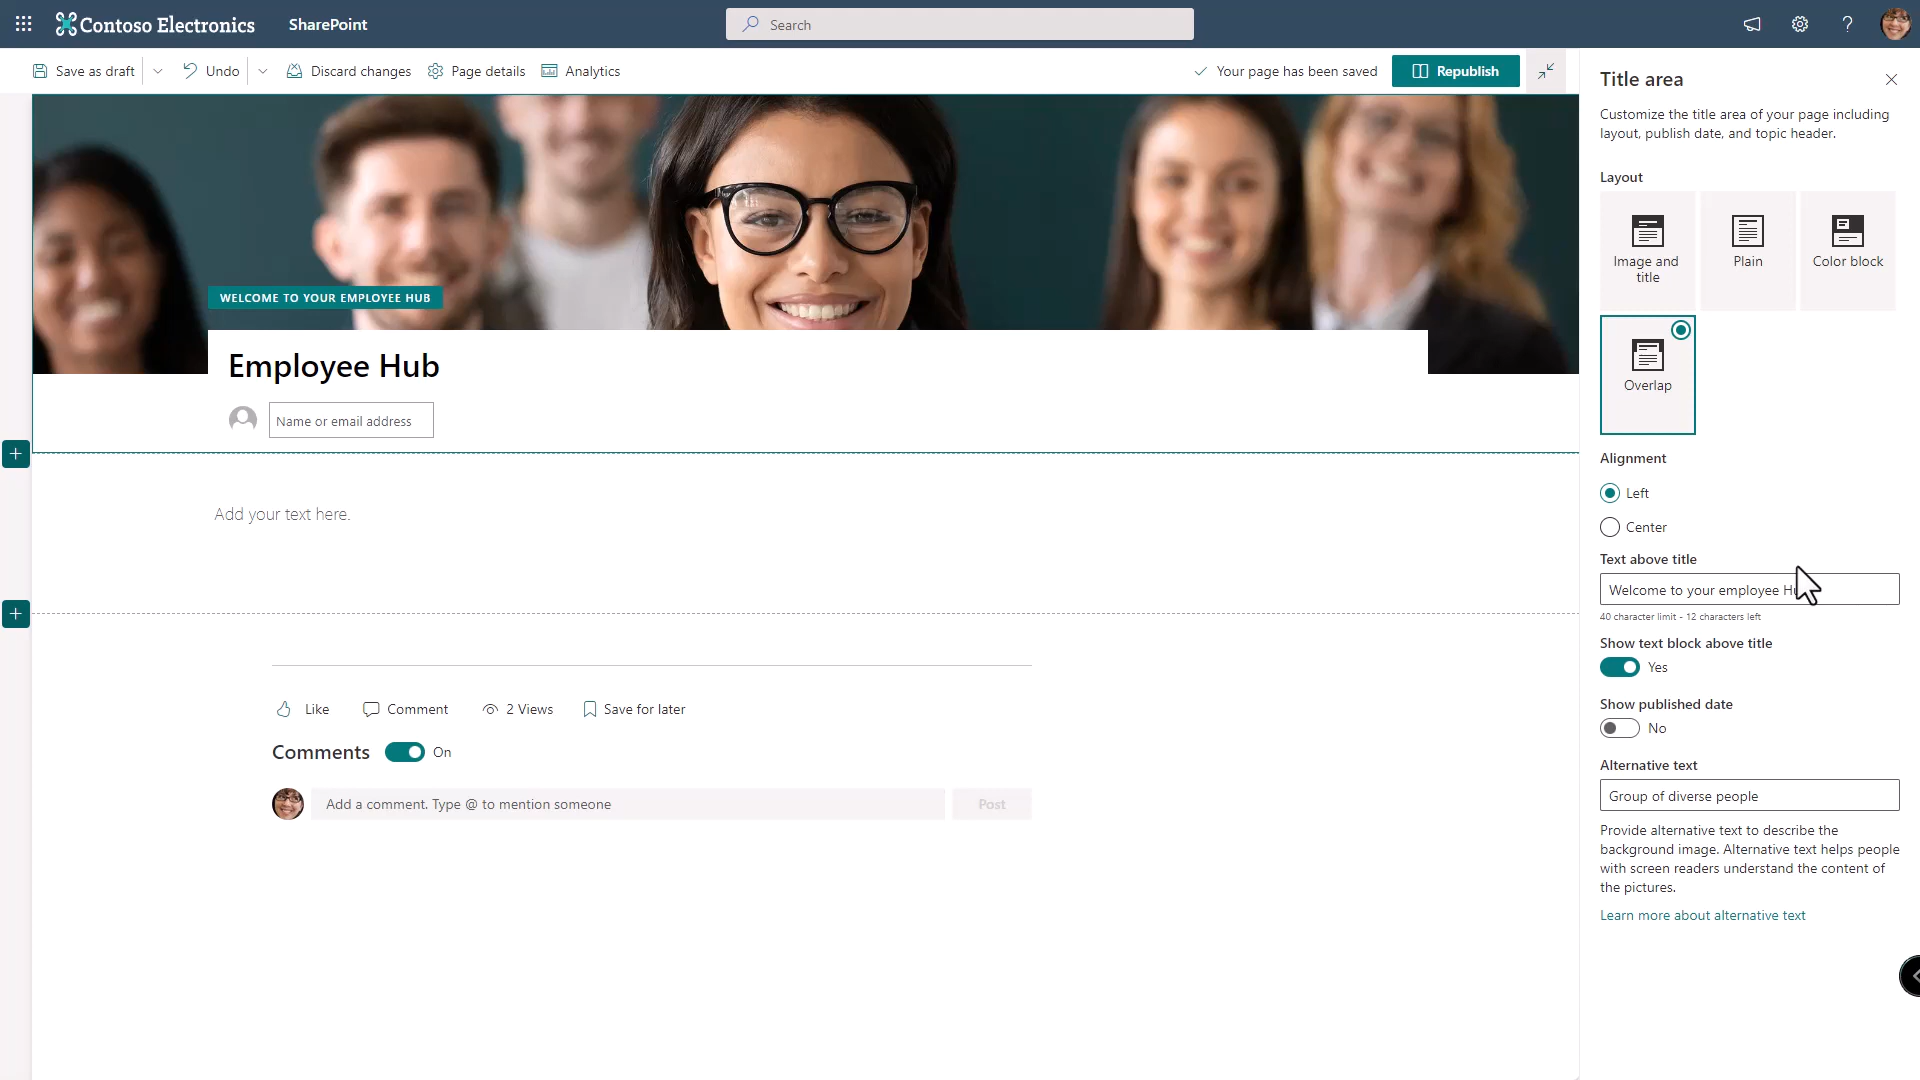 Contoso Electronics
SharePoint
Search
Save as draft
Undo
Discard changes
Page details
Analytics
Your page has been saved
Republish
WELCOME TO YOUR EMPLOYEE HUB
Employee Hub
Name or email address
Add your text here.
Like
Comment
2 Views
Save for later
Comments
On
Add a comment. Type @ to mention someone
Post
Title area
Customize the title area of your page including
layout, publish date, and topic header.
Layout
Image and
title
Plain
Color block
Overlap
Alignment
Left
Center
Text above title
Welcome to your employee
40 character limit - 12 characters left
Show text block above title
Yes
Show published date
No
Alternative text
Group of diverse people
Provide alternative text to describe the
background image. Alternative text helps people
with screen readers understand the content of
the pictures.
Learn more about alternative text